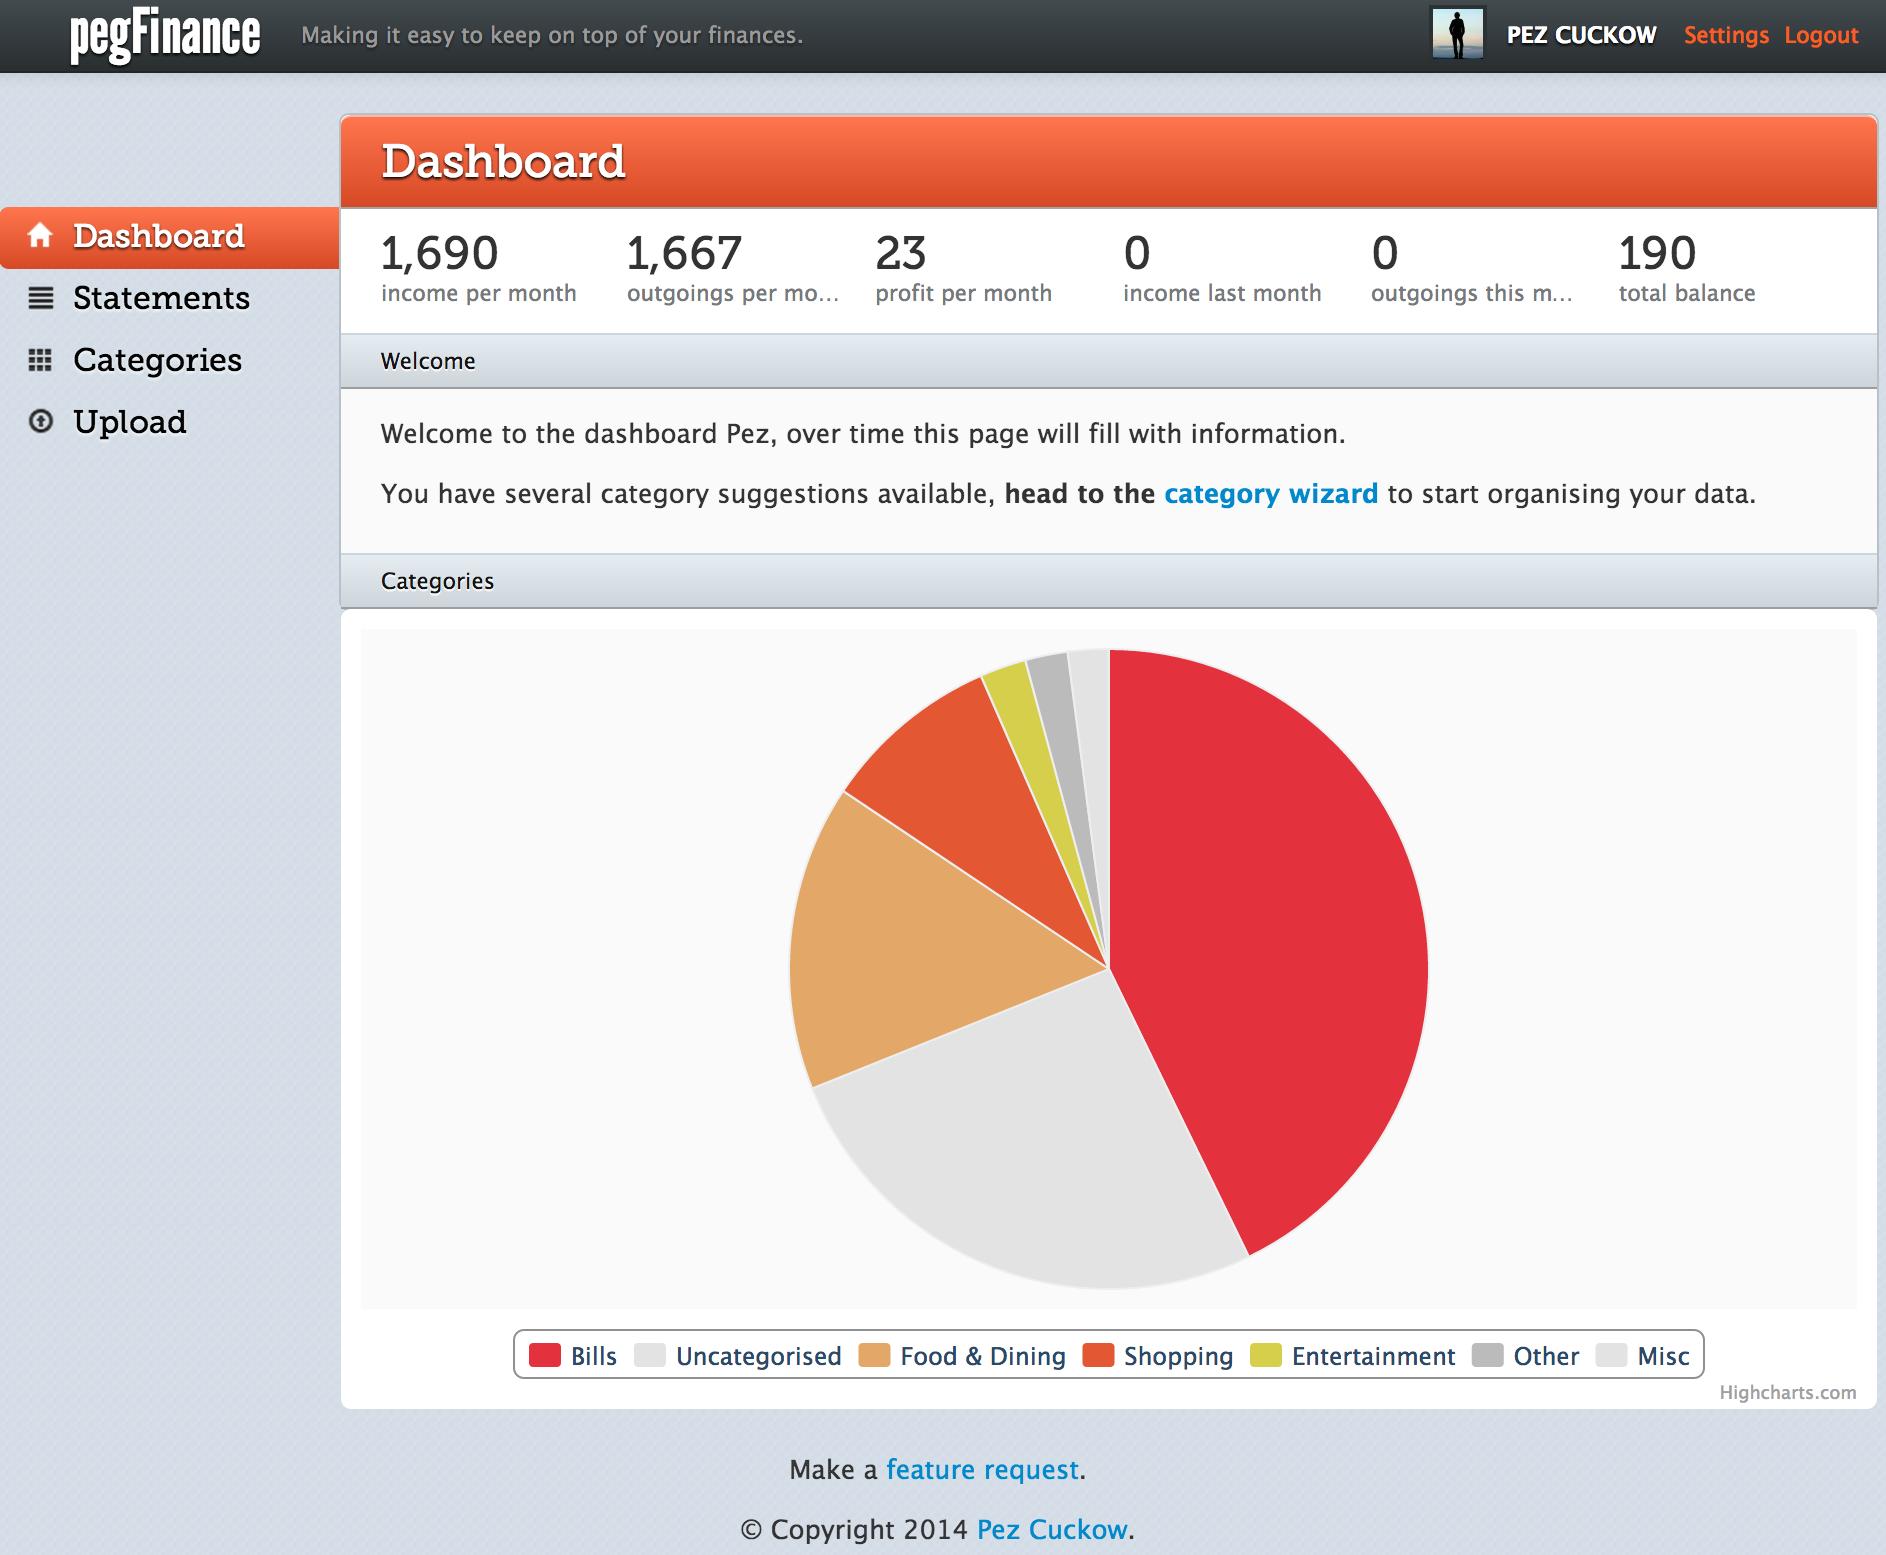 pegFinance Making it easy to keep on top of your finances. PEZ CUCKOW Settings Logout
Dashboard
Dashboard
Statements
Categories
Upload
1,690 1,667 23 0 0 190
income per month outgoings per mo... profit per month income last month outgoings this m... total balance
Welcome
Welcome to the dashboard Pez, over time this page will fill with information.
You have several category suggestions available, head to the category wizard to start organising your data.
Categories
Bills Uncategorised Food & Dining Shopping Entertainment Other Misc
Highcharts.com
Make a feature request.
© Copyright 2014 Pez Cuckow.